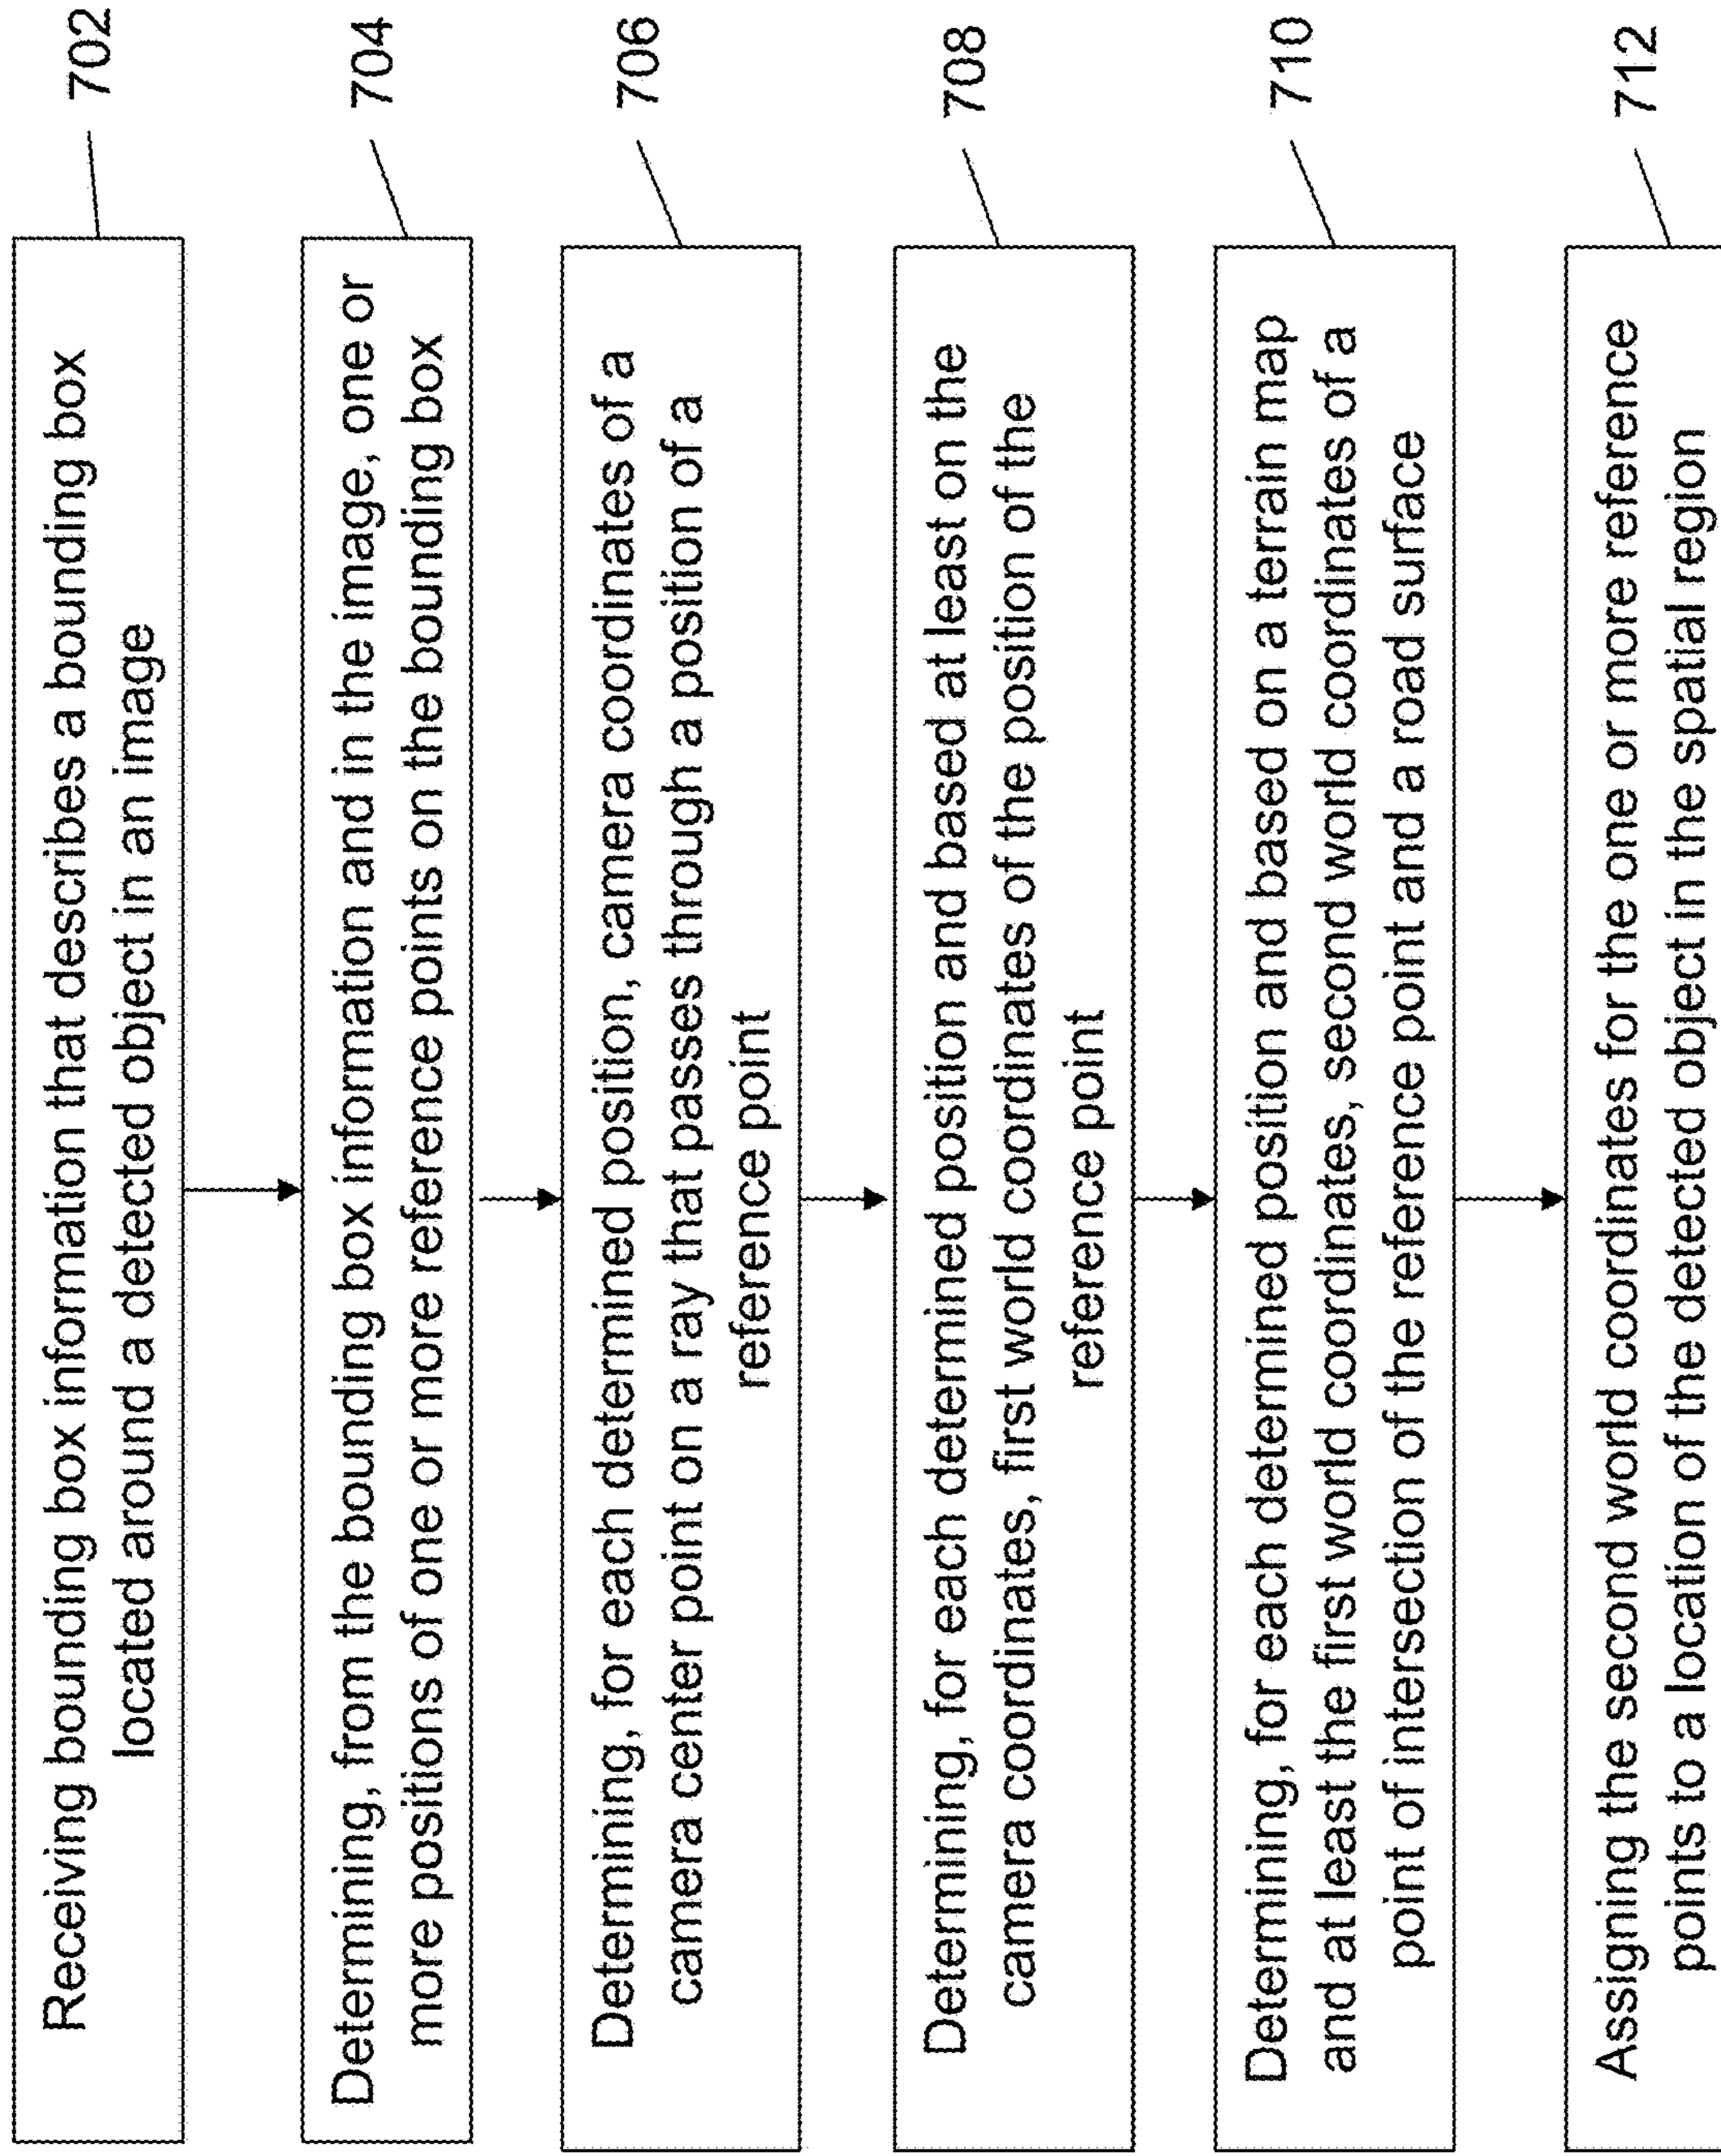 Receiving bounding box information that describes a bounding box
located around a detected object in an image
702
Determining, from the bounding box information and in the image, one or
more positions of one or more reference points on the bounding box
704
Determining, for each determined position, camera coordinates of a
camera center point on a ray that passes through a position of a
reference point
706
Determining, for each determined position and based at least on the
camera coordinates, first world coordinates of the position of the
reference point
708
Determining, for each determined position and based on a terrain map
and at least the first world coordinates, second world coordinates of a
point of intersection of the reference point and a road surface
710
Assigning the second world coordinates for the one or more reference
points to a location of the detected object in the spatial region
712